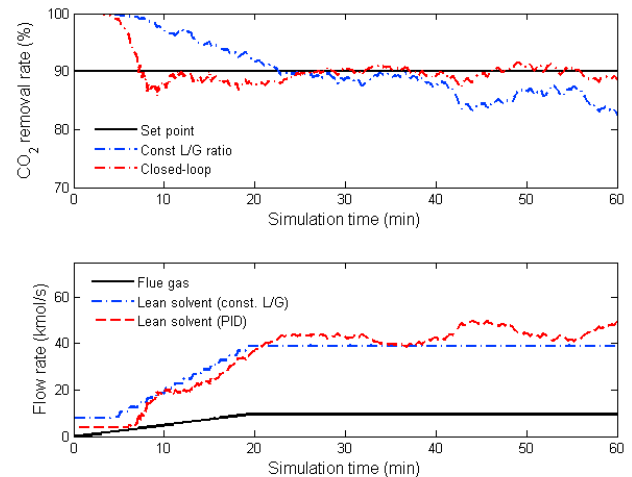 100
90
80
70
CO2 removal rate (%)
Set point
Const L/G ratio
Closed-loop
0 10 20 30 40 50 60
Simulation time (min)
60
40
20
0
Flow rate (kmol/s)
Flue gas
Lean solvent (const. L/G)
Lean solvent (PID)
0 10 20 30 40 50 60
Simulation time (min)